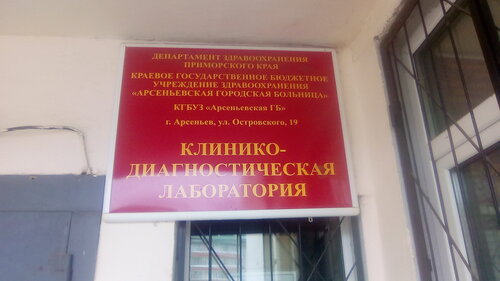 ДЕПАРТАМЕНТ ЗДРАВООХРАНЕНИЯ
ПРИМОРСКОГО КРАЯ
КРАЕВОЕ ГОСУДАРСТВЕННОЕ БЮДЖЕТНОЕ
УЧРЕЖДЕНИЕ ЗДРАВООХРАНЕНИЯ
«АРСЕНЬЕВСКАЯ ГОРОДСКАЯ БОЛЬНИЦА»
КГБУЗ «Арсеньевская ГБ»
г. Арсеньев, ул. Островского, 19
КЛИНИКО-
ДИАГНОСТИЧЕСКАЯ
ЛАБОРАТОРИЯ